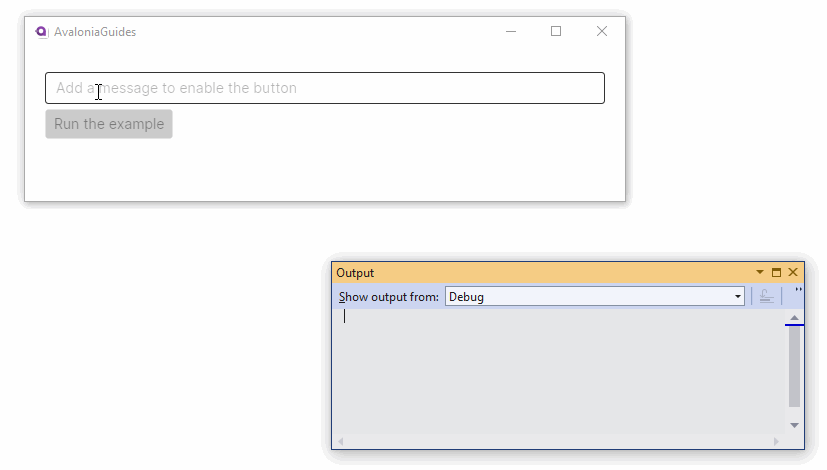 AvaloniaGuides
Add a message to enable the button
Run the example
Output
Show output from: Debug